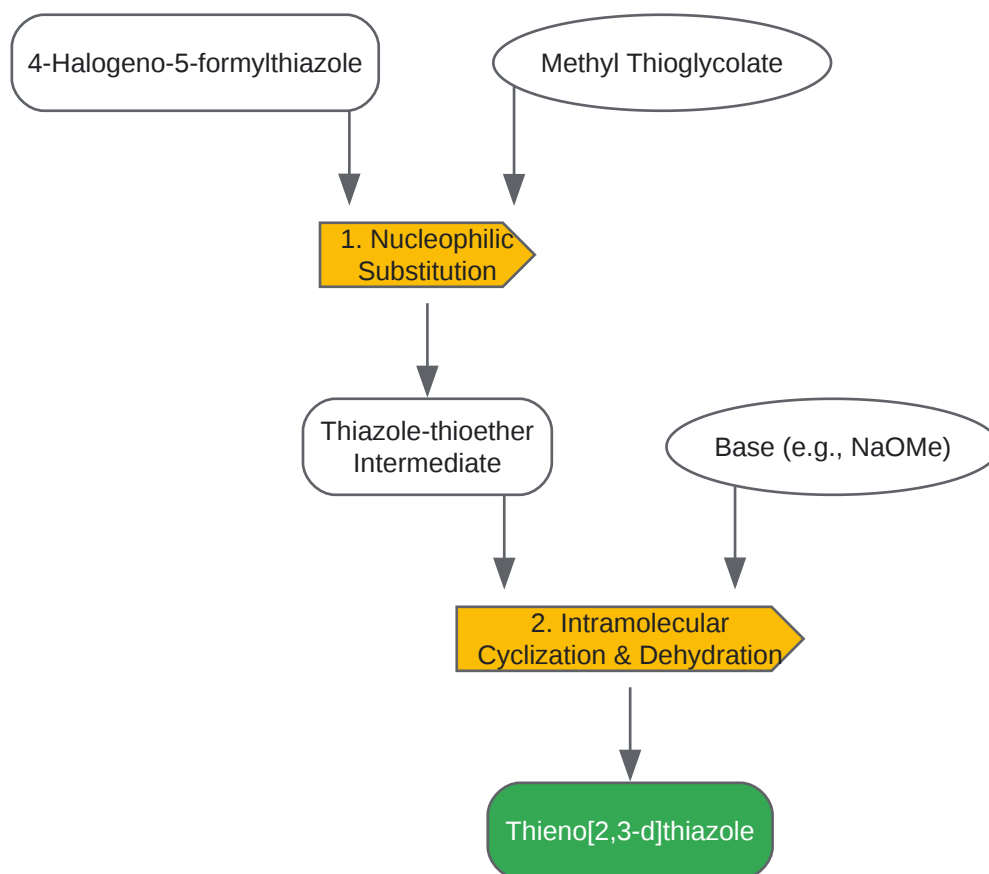 4-Halogeno-5-formylthiazole
Methyl Thioglycolate
1. Nucleophilic
Substitution
Thiazole-thioether
Intermediate
Base (e.g., NaOMe)
2. Intramolecular
Cyclization & Dehydration
Thieno[2,3-d]thiazole